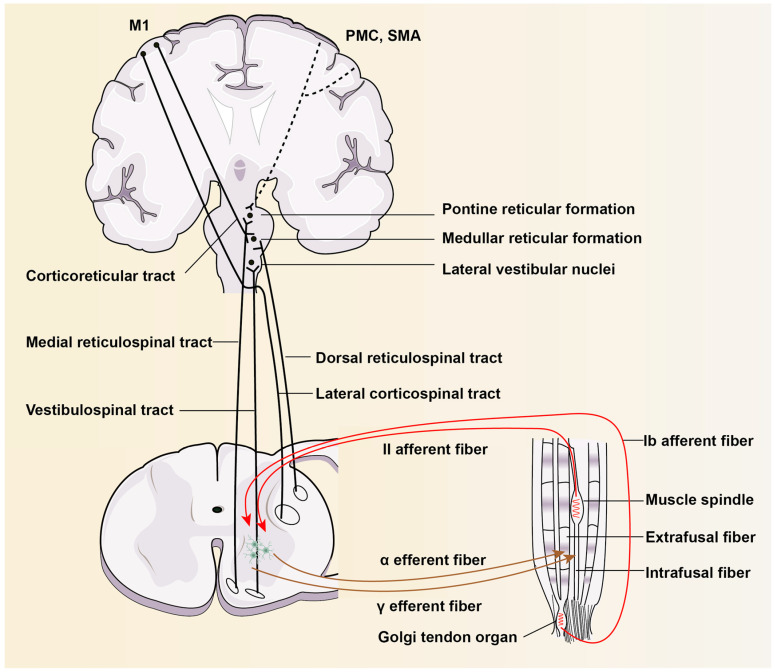 M1
PMC, SMA
Pontine reticular formation
Medullar reticular formation
Lateral vestibular nuclei
Corticoreticular tract
Medial reticulospinal tract
Dorsal reticulospinal tract
Lateral corticospinal tract
Vestibulospinal tract
II afferent fiber
Ib afferent fiber
Muscle spindle
Extrafusal fiber
Intrafusal fiber
α efferent fiber
γ efferent fiber
Golgi tendon organ